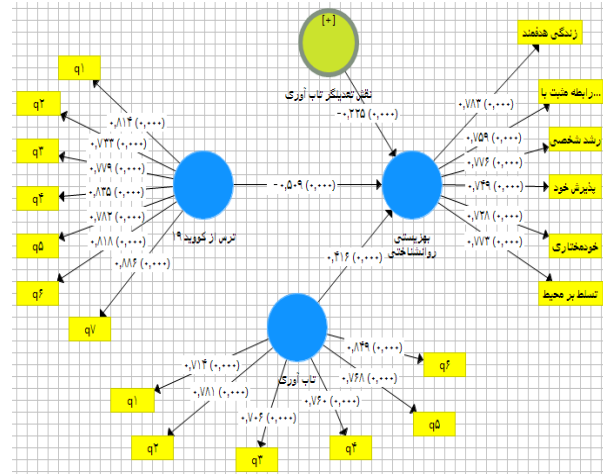 [+]
نقش تعدیلگر تاب آوری
-۰,۲۲۵ (۰,۰۰۰)
q۱
q۲
q۳
q۴
q۵
q۶
q۷
۰,۸۱۴ (۰,۰۰۰)
۰,۷۳۳ (۰,۰۰۰)
۰,۷۷۹ (۰,۰۰۰)
۰,۸۳۵ (۰,۰۰۰)
۰,۷۸۲ (۰,۰۰۰)
۰,۸۱۸ (۰,۰۰۰)
۰,۸۸۶ (۰,۰۰۰)
ترس از کووید ۱۹
-۰,۵۰۹ (۰,۰۰۰)
بهزیستی
روانشناختی
۰,۷۸۳ (۰,۰۰۰)
۰,۷۵۹ (۰,۰۰۰)
۰,۷۷۶ (۰,۰۰۰)
۰,۷۴۹ (۰,۰۰۰)
۰,۷۲۸ (۰,۰۰۰)
۰,۷۷۳ (۰,۰۰۰)
زندگی هدفمند
...رابطه مثبت با
رشد شخصی
پذیرش خود
خودمختاری
تسلط بر محیط
۰,۴۱۶ (۰,۰۰۰)
تاب آوری
۰,۷۱۴ (۰,۰۰۰)
۰,۷۸۱ (۰,۰۰۰)
۰,۷۰۶ (۰,۰۰۰)
۰,۷۶۰ (۰,۰۰۰)
۰,۷۶۸ (۰,۰۰۰)
۰,۸۴۹ (۰,۰۰۰)
q۱
q۲
q۳
q۴
q۵
q۶